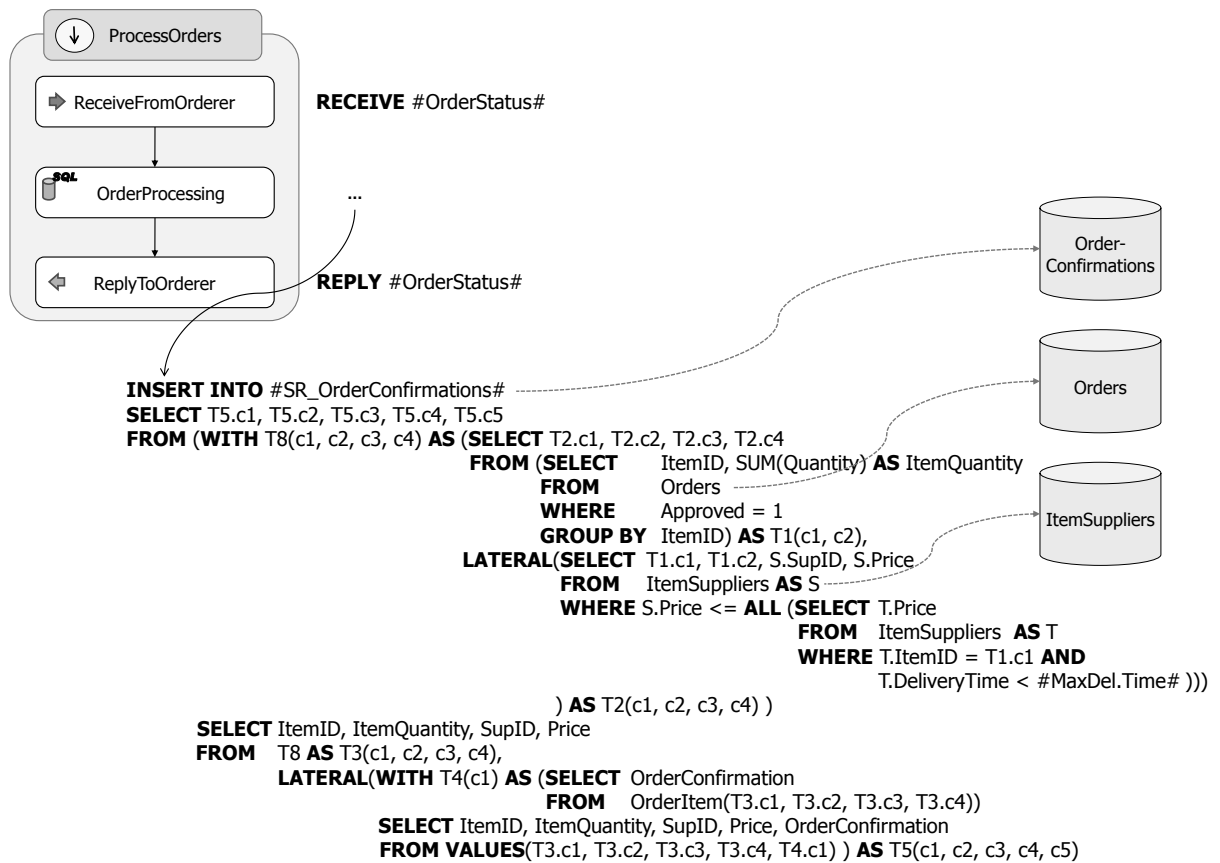 ProcessOrders
ReceiveFromOrderer
RECEIVE #OrderStatus#
SQL
OrderProcessing
...
ReplyToOrderer
REPLY #OrderStatus#
Order-
Confirmations
Orders
ItemSuppliers
INSERT INTO #SR_OrderConfirmations#
SELECT T5.c1, T5.c2, T5.c3, T5.c4, T5.c5
FROM (WITH T8(c1, c2, c3, c4) AS (SELECT T2.c1, T2.c2, T2.c3, T2.c4
FROM (SELECT ItemID, SUM(Quantity) AS ItemQuantity
FROM Orders
WHERE Approved = 1
GROUP BY ItemID) AS T1(c1, c2),
LATERAL(SELECT T1.c1, T1.c2, S.SupID, S.Price
FROM ItemSuppliers AS S
WHERE S.Price <= ALL (SELECT T.Price
FROM ItemSuppliers AS T
WHERE T.ItemID = T1.c1 AND
T.DeliveryTime < #MaxDel.Time# )))
) AS T2(c1, c2, c3, c4) )
SELECT ItemID, ItemQuantity, SupID, Price
FROM T8 AS T3(c1, c2, c3, c4),
LATERAL(WITH T4(c1) AS (SELECT OrderConfirmation
FROM OrderItem(T3.c1, T3.c2, T3.c3, T3.c4))
SELECT ItemID, ItemQuantity, SupID, Price, OrderConfirmation
FROM VALUES(T3.c1, T3.c2, T3.c3, T3.c4, T4.c1) ) AS T5(c1, c2, c3, c4, c5)